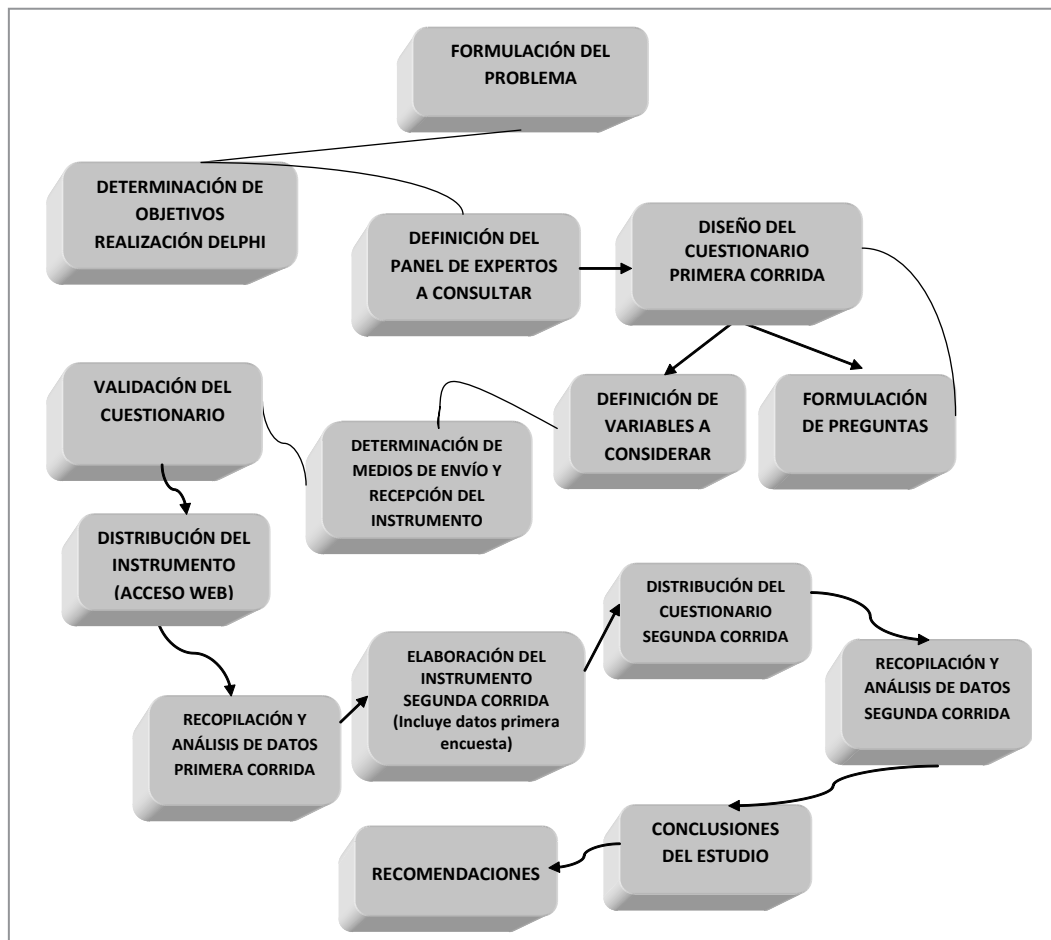 FORMULACIÓN DEL
PROBLEMA
DETERMINACIÓN DE
OBJETIVOS
REALIZACIÓN DELPHI
DEFINICIÓN DEL
PANEL DE EXPERTOS
A CONSULTAR
DISEÑO DEL
CUESTIONARIO
PRIMERA CORRIDA
DEFINICIÓN DE
VARIABLES A
CONSIDERAR
FORMULACIÓN
DE PREGUNTAS
DETERMINACIÓN DE
MEDIOS DE ENVÍO Y
RECEPCIÓN DEL
INSTRUMENTO
VALIDACIÓN DEL
CUESTIONARIO
DISTRIBUCIÓN DEL
INSTRUMENTO
(ACCESO WEB)
RECOPILACIÓN Y
ANÁLISIS DE DATOS
PRIMERA CORRIDA
ELABORACIÓN DEL
INSTRUMENTO
SEGUNDA CORRIDA
(Incluye datos primera
encuesta)
DISTRIBUCIÓN DEL
CUESTIONARIO
SEGUNDA CORRIDA
RECOPILACIÓN Y
ANÁLISIS DE DATOS
SEGUNDA CORRIDA
CONCLUSIONES
DEL ESTUDIO
RECOMENDACIONES